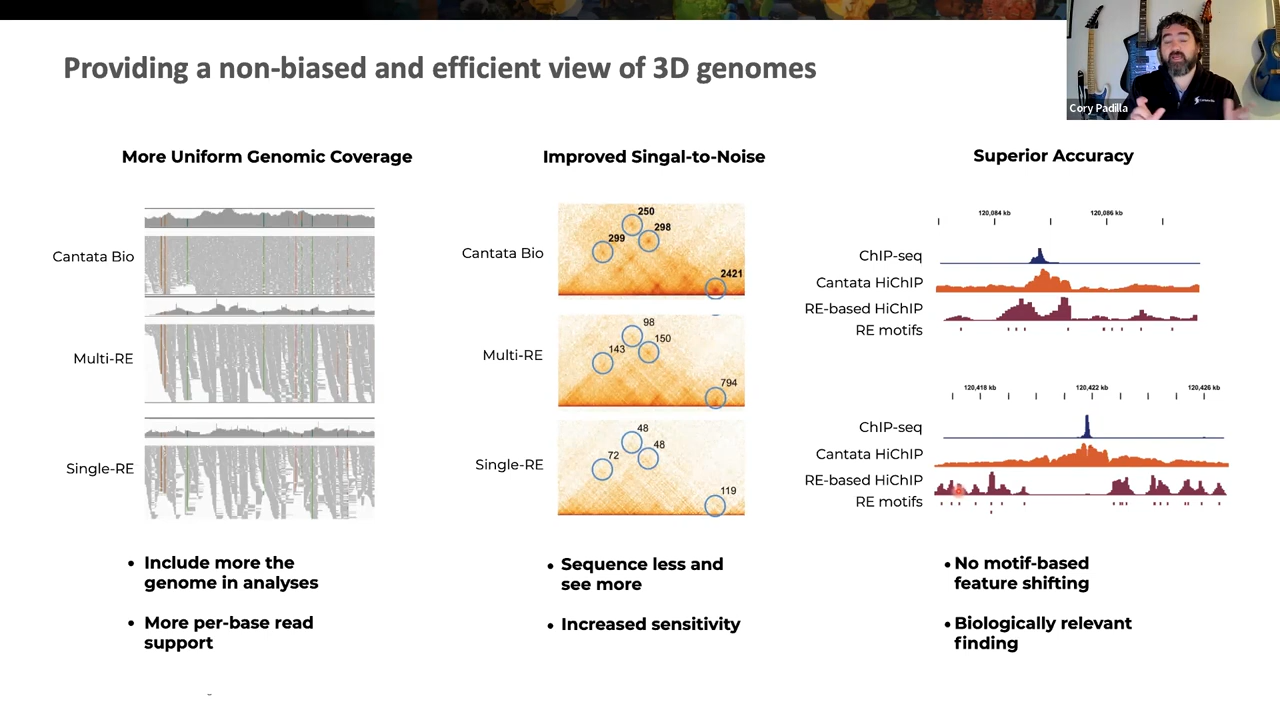 Providing a non-biased and efficient view of 3D genomes
Cory Padilla
More Uniform Genomic Coverage
Cantata Bio
Multi-RE
Single-RE
Include more the
genome in analyses
More per-base read
support
Improved Singal-to-Noise
Cantata Bio
250
299
298
2421
Multi-RE
98
143
150
794
Single-RE
48
72
48
119
Sequence less and
see more
Increased sensitivity
Superior Accuracy
120,084 kb 120,086 kb
ChIP-seq
Cantata HiChIP
RE-based HiChIP
RE motifs
120,418 kb 120,422 kb 120,426 kb
ChIP-seq
Cantata HiChIP
RE-based HiChIP
RE motifs
No motif-based
feature shifting
Biologically relevant
finding